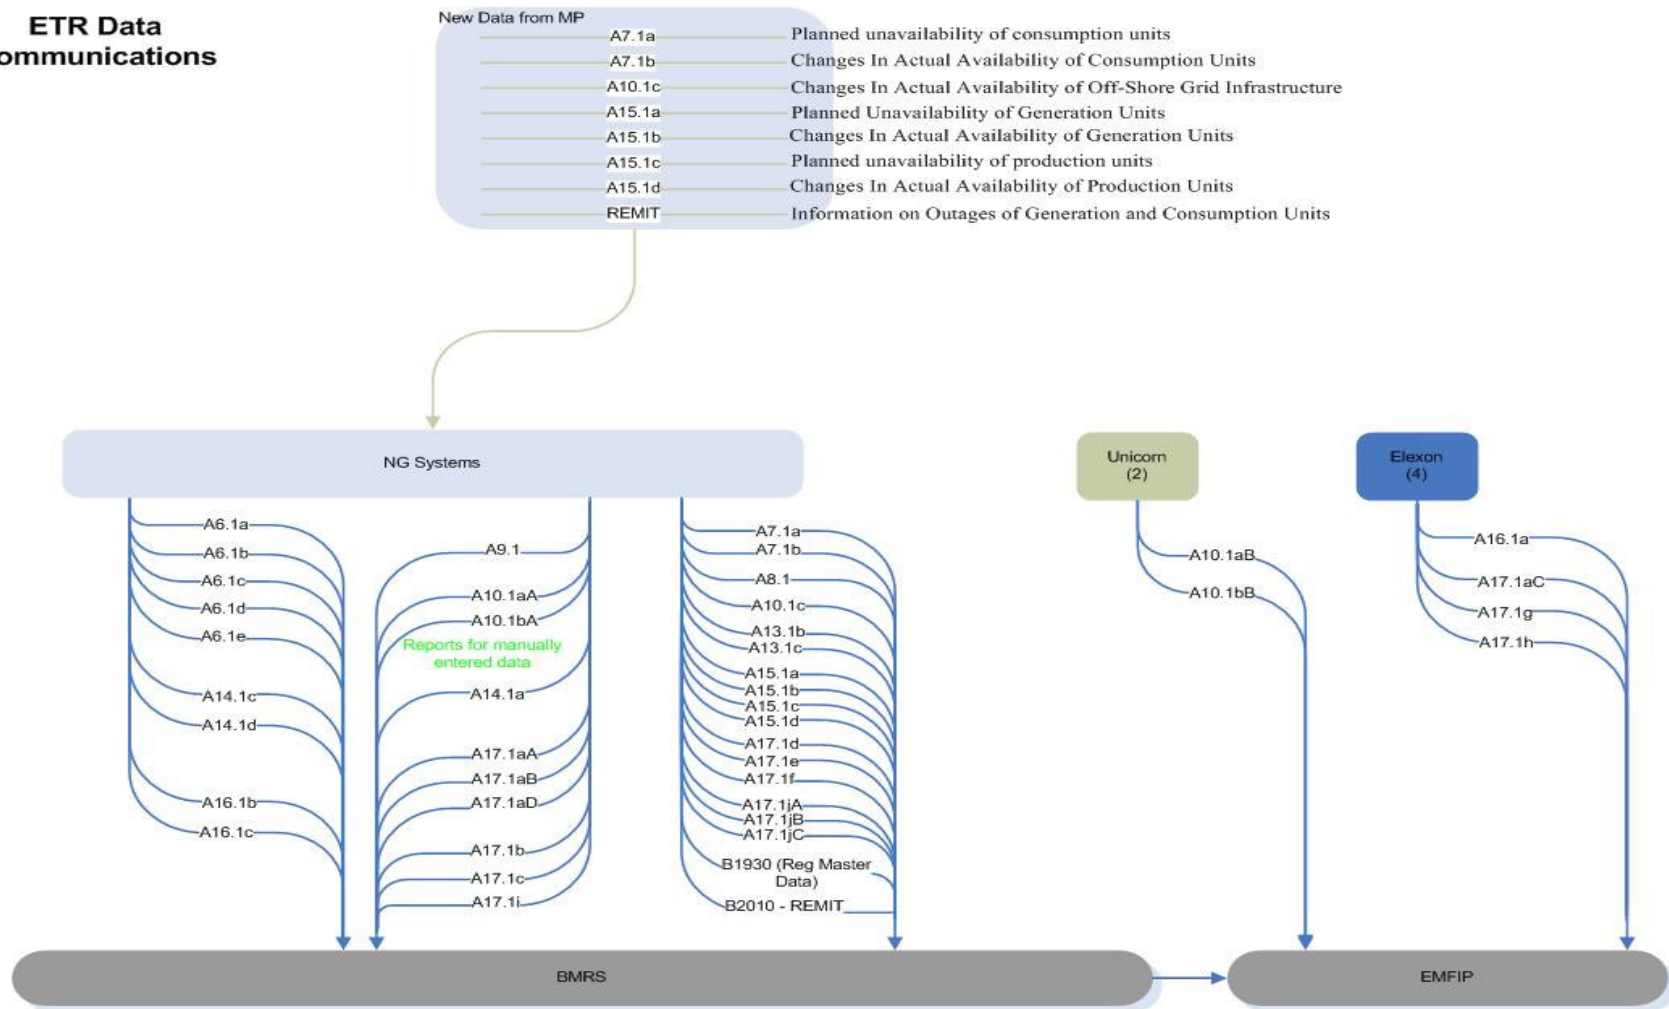 ETR Data
ommunications
New Data from MP
A7.1a Planned unavailability of consumption units
A7.1b Changes In Actual Availability of Consumption Units
A10.1c Changes In Actual Availability of Off-Shore Grid Infrastructure
A15.1a Planned Unavailability of Generation Units
A15.1b Changes In Actual Availability of Generation Units
A15.1c Planned unavailability of production units
A15.1d Changes In Actual Availability of Production Units
REMIT Information on Outages of Generation and Consumption Units
NG Systems
Unicorn
(2)
Elexon
(4)
A6.1a
A6.1b
A6.1c
A6.1d
A6.1e
A14.1c
A14.1d
A16.1b
A16.1c
A9.1
A10.1aA
A10.1bA
Reports for manually
entered data
A14.1a
A17.1aA
A17.1aB
A17.1aD
A17.1b
A17.1c
A17.1i
A7.1a
A7.1b
A8.1
A10.1c
A13.1b
A13.1c
A15.1a
A15.1b
A15.1c
A15.1d
A17.1d
A17.1e
A17.1f
A17.1jA
A17.1jB
A17.1jC
B1930 (Reg Master
Data)
B2010 - REMIT
A10.1aB
A10.1bB
A16.1a
A17.1aC
A17.1g
A17.1h
BMRS
EMFIP